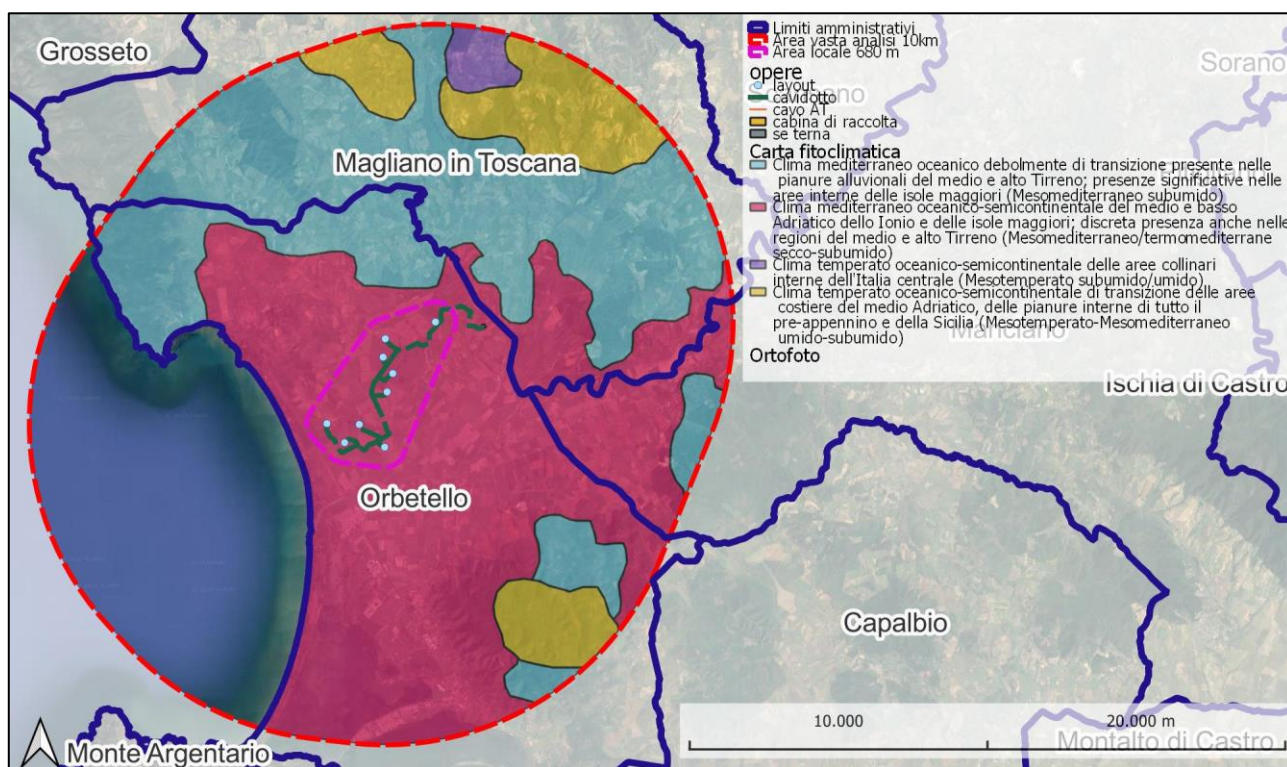 Grosseto
Magliano in Toscana
Orbetello
Capalbio
Monte Argentario
Ischia di Castro
Manciano
Sorano
Montalto di Castro
Limiti amministrativi
Area vasta analisi 10km
Area locale 680 m
opere
layout
cavidotto
cavo AT
cabina di raccolta
se terna
Carta fitoclimatica
Clima mediterraneo oceanico debolmente di transizione presente nelle
pianure alluvionali del medio e alto Tirreno; presenze significative nelle
aree interne delle isole maggiori (Mesomediterraneo subumido)
Clima mediterraneo oceanico-semicontinentale del medio e basso
Adriatico dello Ionio e delle isole maggiori; discreta presenza anche nelle
regioni del medio e alto Tirreno (Mesomediterraneo/termomediterrane
secco-subumido)
Clima temperato oceanico-semicontinentale delle aree collinari
interne dell'Italia centrale (Mesotemperato subumido/umido)
Clima temperato oceanico-semicontinentale di transizione delle aree
costiere del medio Adriatico, delle pianure interne di tutto il
pre-appennino e della Sicilia (Mesotemperato-Mesomediterraneo
umido-subumido)
Ortofoto
10.000
20.000 m